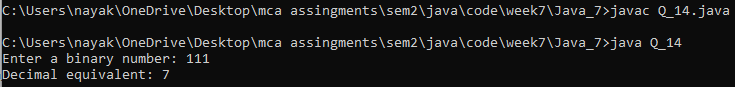 C:\Users\nayak\OneDrive\Desktop\mca assingments\sem2\java\code\week7\Java_7>javac Q_14.java
C:\Users\nayak\OneDrive\Desktop\mca assingments\sem2\java\code\week7\Java_7>java Q_14
Enter a binary number: 111
Decimal equivalent: 7